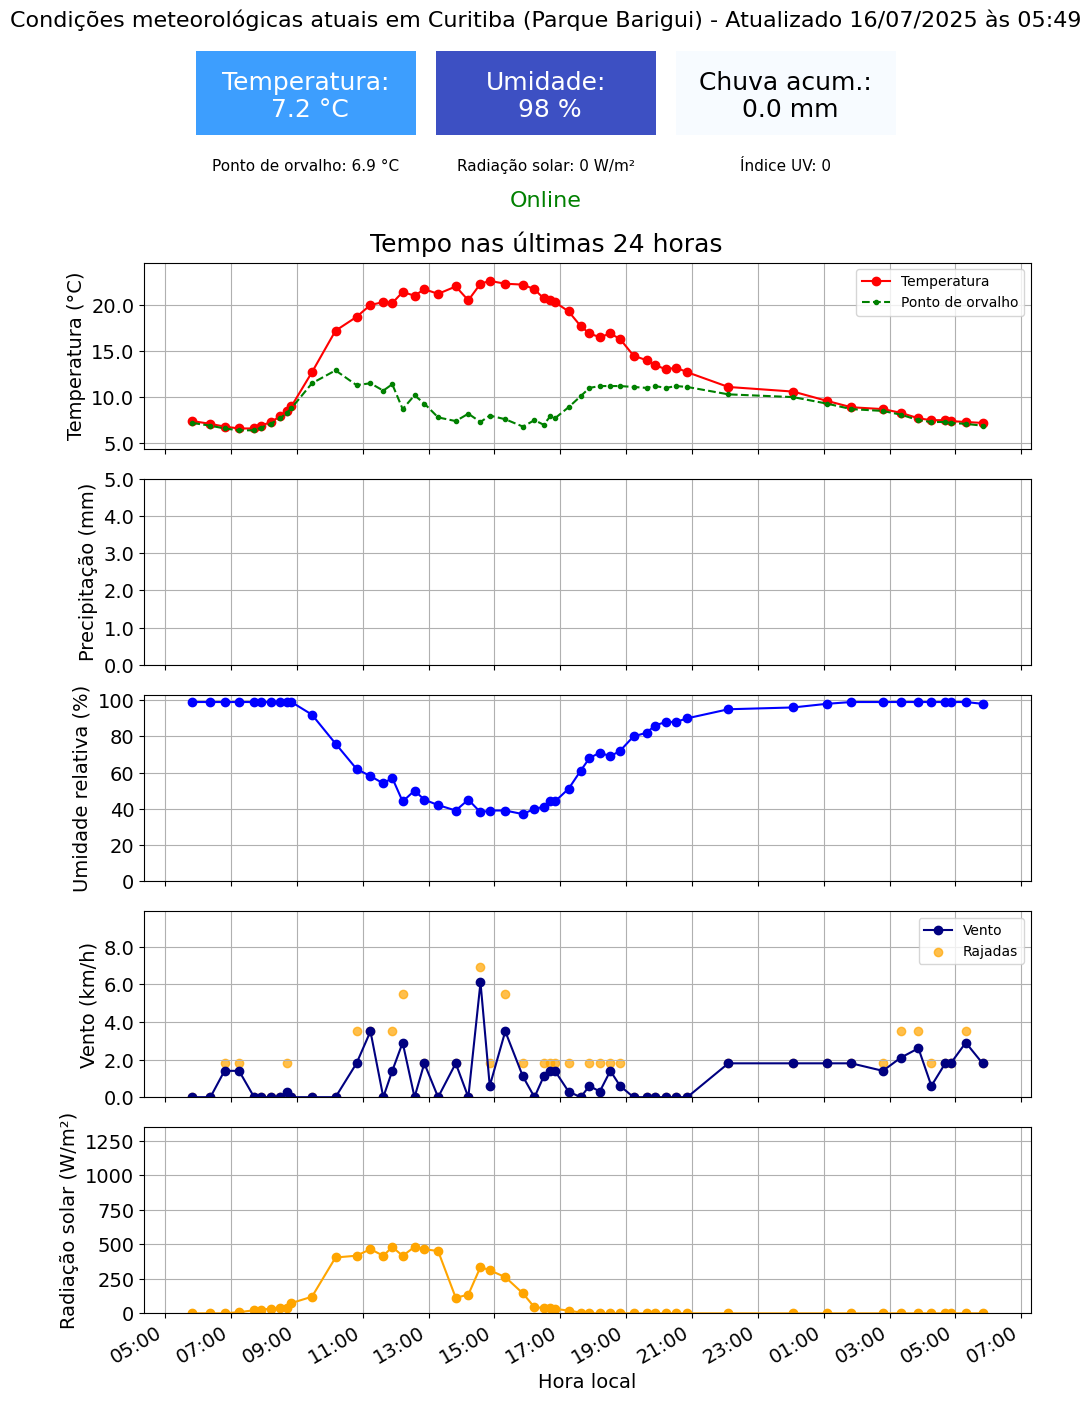 Condições meteorológicas atuais em Curitiba (Parque Barigui) - Atualizado 16/07/2025 às 05:49
Temperatura:
7.2 °C
Umidade:
98 %
Chuva acum.:
0.0 mm
Ponto de orvalho: 6.9 °C
Radiação solar: 0 W/m²
Índice UV: 0
Online
Tempo nas últimas 24 horas
Temperatura (°C)
20.0
15.0
10.0
5.0
Temperatura
Ponto de orvalho
Precipitação (mm)
5.0
4.0
3.0
2.0
1.0
0.0
Umidade relativa (%)
100
80
60
40
20
0
Vento (km/h)
8.0
6.0
4.0
2.0
0.0
Vento
Rajadas
Radiação solar (W/m²)
1250
1000
750
500
250
0
05:00
07:00
09:00
11:00
13:00
15:00
17:00
19:00
21:00
23:00
01:00
03:00
05:00
07:00
Hora local